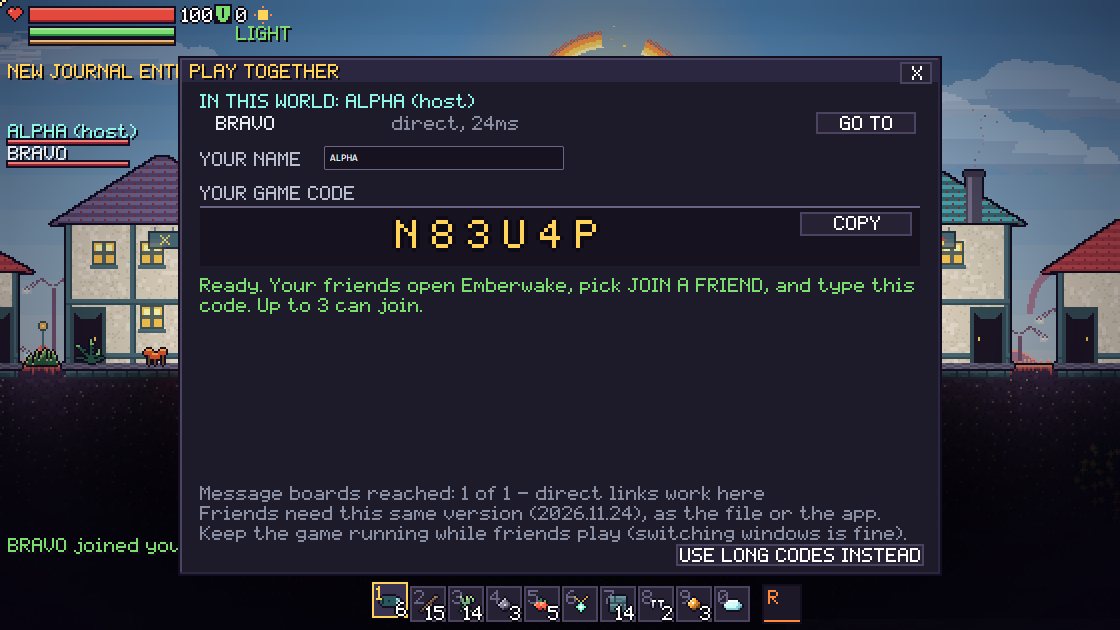 100 0
LIGHT
NEW JOURNAL ENT
PLAY TOGETHER
X
IN THIS WORLD: ALPHA (host)
BRAVO direct, 24ms GO TO
ALPHA (host)
BRAVO
YOUR NAME ALPHA
YOUR GAME CODE
N83U4P COPY
Ready. Your friends open Emberwake, pick JOIN A FRIEND, and type this
code. Up to 3 can join.
Message boards reached: 1 of 1 - direct links work here
Friends need this same version (2026.11.24), as the file or the app.
Keep the game running while friends play (switching windows is fine).
USE LONG CODES INSTEAD
BRAVO joined you
1 2 3 4 5 6 7 8 9 0 R
6 15 14 3 5 14 2 3